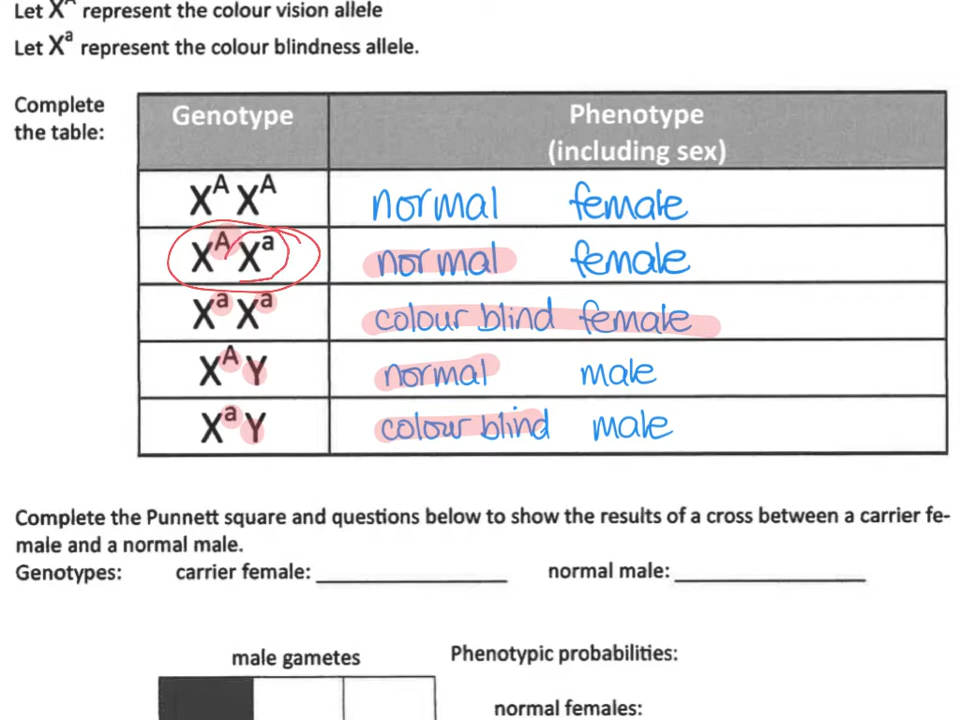 Let X^A represent the colour vision allele
Let X^a represent the colour blindness allele.
Complete the table:
Genotype Phenotype (including sex)
X^A X^A normal female
X^A X^a normal female
X^a X^a colour blind female
X^A Y normal male
X^a Y colour blind male
Complete the Punnett square and questions below to show the results of a cross between a carrier fe-
male and a normal male.
Genotypes: carrier female: ____________ normal male: ____________
male gametes Phenotypic probabilities:
normal females: